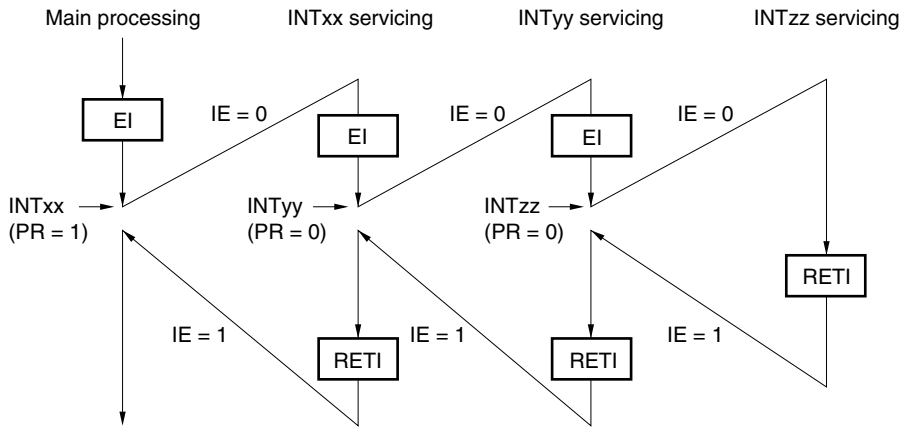 Main processing
INTxx servicing
INTyy servicing
INTzz servicing
EI
IE = 0
EI
IE = 0
EI
IE = 0
INTxx
(PR = 1)
INTyy
(PR = 0)
INTzz
(PR = 0)
RETI
IE = 1
RETI
IE = 1
RETI
IE = 1